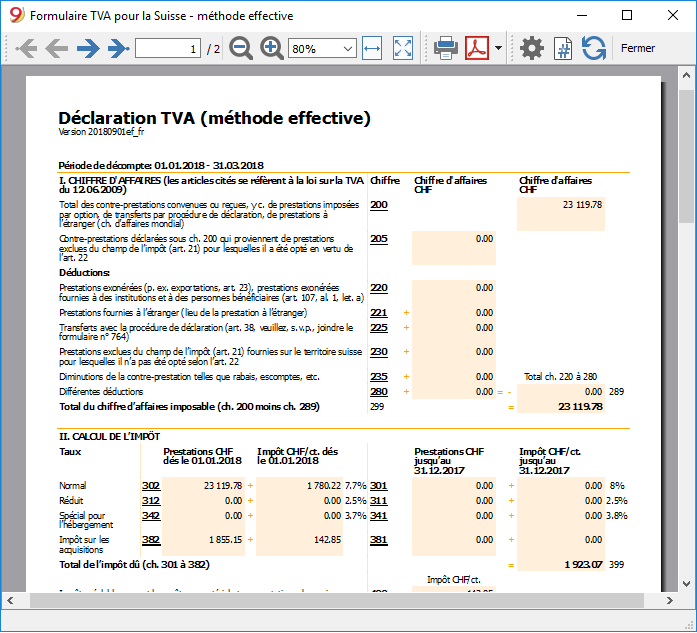 Formulaire TVA pour la Suisse - méthode effective
1 / 2 80% Fermer
Déclaration TVA (méthode effective)
Version 20180901ef_fr
Période de décompte: 01.01.2018 - 31.03.2018
I. CHIFFRE D'AFFAIRES (les articles cités se réfèrent à la loi sur la TVA du 12.06.2009) Chiffre Chiffre d'affaires CHF Chiffre d'affaires CHF
Total des contre-prestations convenues ou reçues, y c. de prestations imposées 200 23 119.78
par option, de transferts par procédure de déclaration, de prestations à
l'étranger (ch. d'affaires mondial)
Contre-prestations déclarées sous ch. 200 qui proviennent de prestations 205 0.00
exclues du champ de l'impôt (art. 21) pour lesquelles il a été opté en vertu de
l'art. 22
Déductions:
Prestations exonérées (p. ex. exportations, art. 23), prestations exonérées 220 0.00
fournies à des institutions et à des personnes bénéficiaires (art. 107, al. 1, let. a)
Prestations fournies à l'étranger (lieu de la prestation à l'étranger) 221 + 0.00
Transferts avec la procédure de déclaration (art. 38, veuillez, s.v.p., joindre le 225 + 0.00
formulaire n° 764)
Prestations exclues du champ de l'impôt (art. 21) fournies sur le territoire suisse 230 + 0.00
pour lesquelles il n'a pas été opté selon l'art. 22
Diminutions de la contre-prestation telles que rabais, escomptes, etc. 235 + 0.00 Total ch. 220 à 280
Différentes déductions 280 + 0.00 = - 0.00 289
Total du chiffre d'affaires imposable (ch. 200 moins ch. 289) 299 = 23 119.78
II. CALCUL DE L'IMPÔT
Taux Prestations CHF dés le 01.01.2018 Impôt CHF/ct. dés le 01.01.2018 Prestations CHF jusqu'au 31.12.2017 Impôt CHF/ct. jusqu'au 31.12.2017
Normal 302 23 119.78 + 1 780.22 7.7% 301 0.00 + 0.00 8%
Réduit 312 0.00 + 0.00 2.5% 311 0.00 + 0.00 2.5%
Spécial pour l'hébergement 342 0.00 + 0.00 3.7% 341 0.00 + 0.00 3.8%
Impôt sur les acquisitions 382 1 855.15 + 142.85 381 0.00 + 0.00
Total de l'impôt dû (ch. 301 à 382) = 1 923.07 399
Impôt CHF/ct.